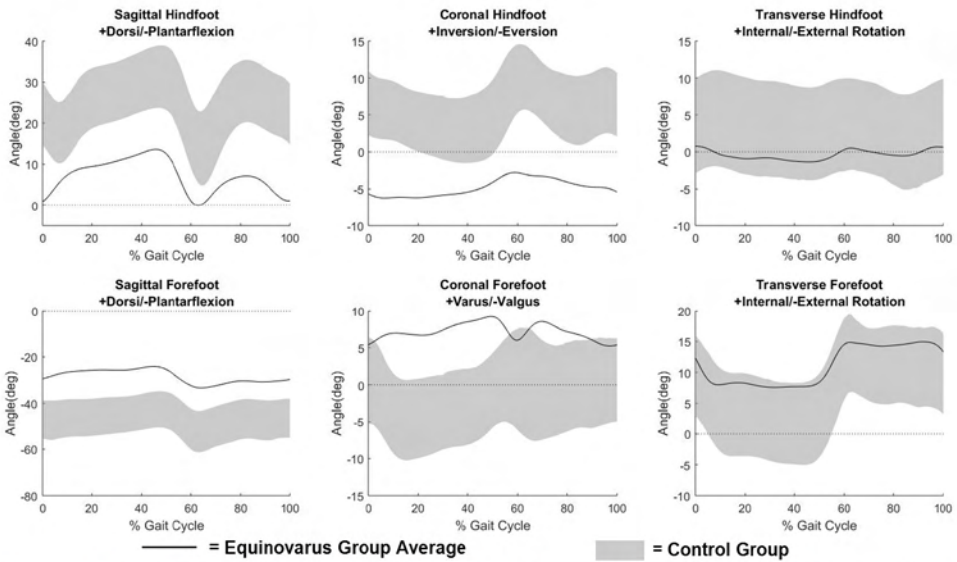 Sagittal Hindfoot
+Dorsi/-Plantarflexion
40
30
20
10
0
Angle(deg)
0 20 40 60 80 100
% Gait Cycle
Coronal Hindfoot
+Inversion/-Eversion
15
10
5
0
-5
-10
Angle(deg)
0 20 40 60 80 100
% Gait Cycle
Transverse Hindfoot
+Internal/-External Rotation
15
10
5
0
-5
-10
Angle(deg)
0 20 40 60 80 100
% Gait Cycle
Sagittal Forefoot
+Dorsi/-Plantarflexion
0
-20
-40
-60
-80
Angle(deg)
0 20 40 60 80 100
% Gait Cycle
Coronal Forefoot
+Varus/-Valgus
10
5
0
-5
-10
-15
Angle(deg)
0 20 40 60 80 100
% Gait Cycle
Transverse Forefoot
+Internal/-External Rotation
20
15
10
5
0
-5
-10
Angle(deg)
0 20 40 60 80 100
% Gait Cycle
= Equinovarus Group Average
= Control Group